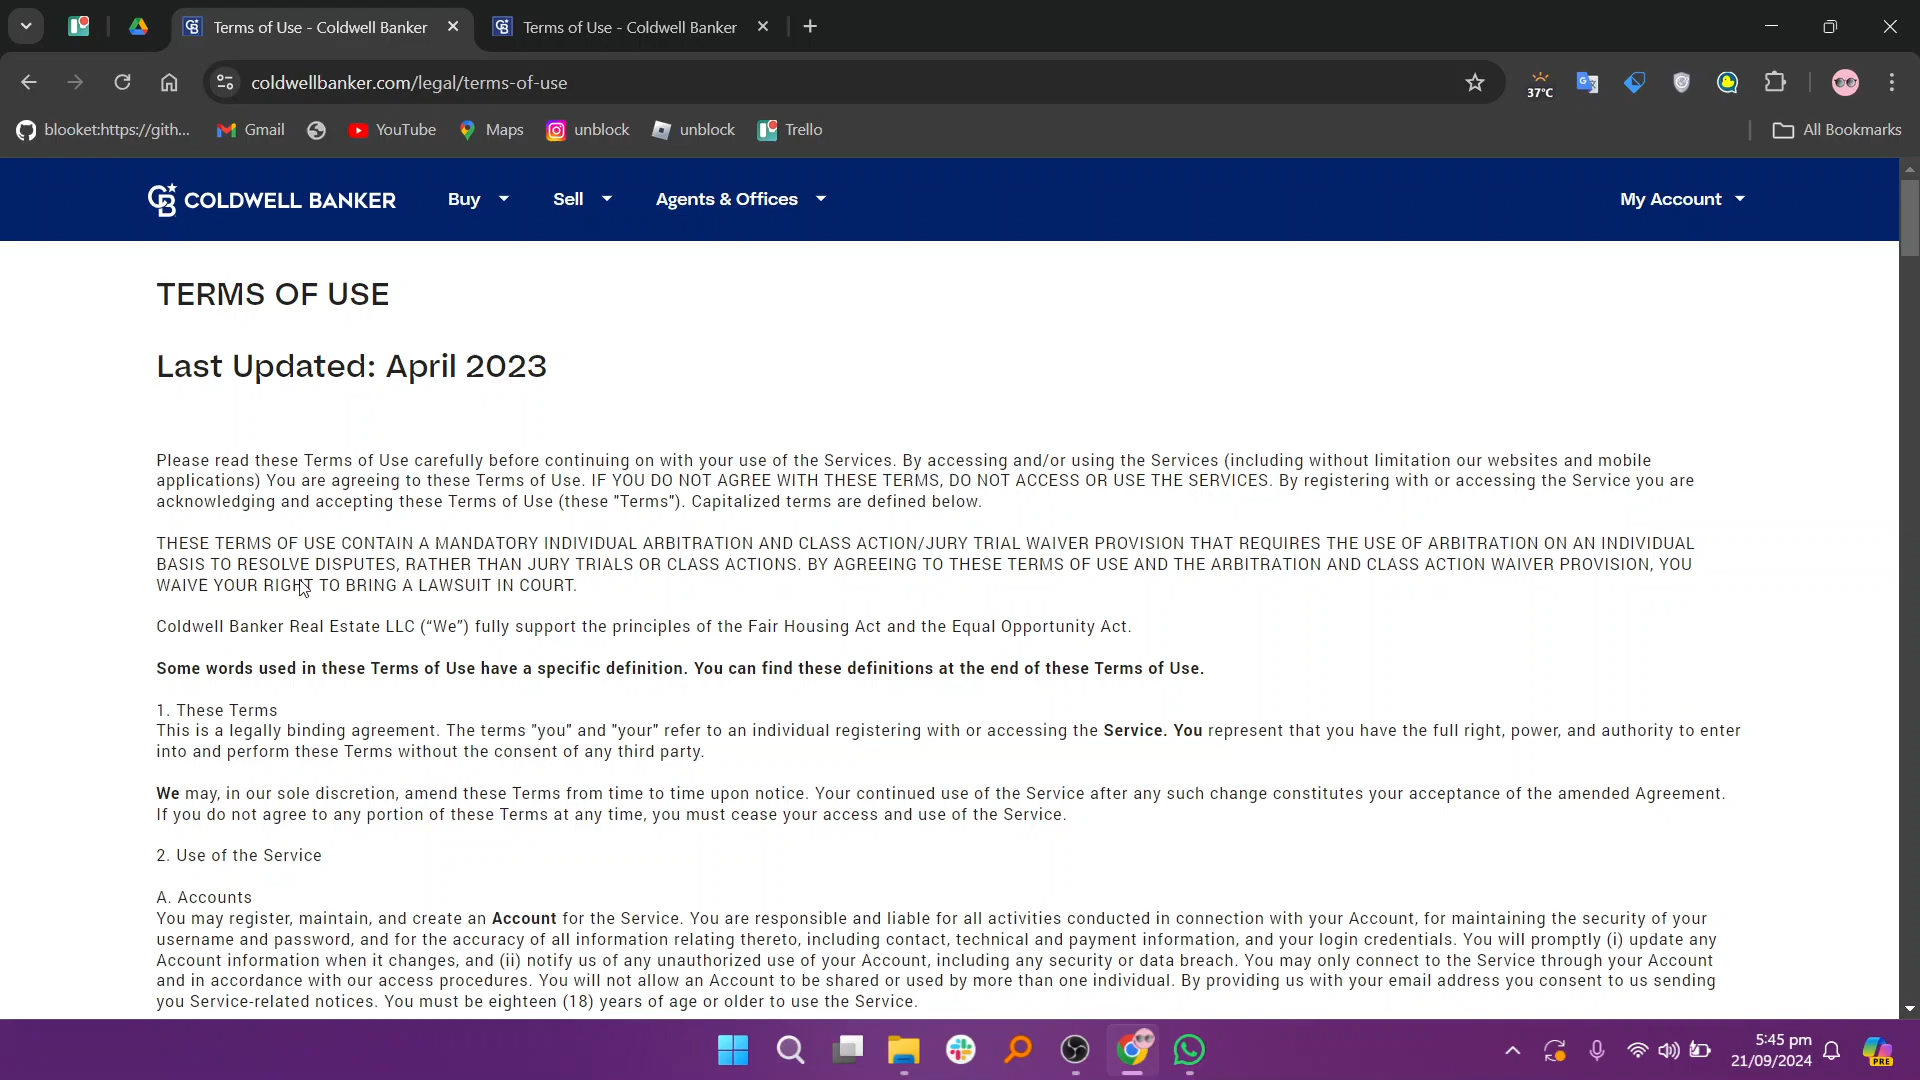 Terms of Use - Coldwell Banker
Terms of Use - Coldwell Banker
coldwellbanker.com/legal/terms-of-use
37°C
blooket:https://gith...
Gmail
YouTube
Maps
unblock
unblock
Trello
All Bookmarks
COLDWELL BANKER
Buy
Sell
Agents & Offices
My Account
TERMS OF USE
Last Updated: April 2023
Please read these Terms of Use carefully before continuing on with your use of the Services. By accessing and/or using the Services (including without limitation our websites and mobile
applications) You are agreeing to these Terms of Use. IF YOU DO NOT AGREE WITH THESE TERMS, DO NOT ACCESS OR USE THE SERVICES. By registering with or accessing the Service you are
acknowledging and accepting these Terms of Use (these "Terms"). Capitalized terms are defined below.
THESE TERMS OF USE CONTAIN A MANDATORY INDIVIDUAL ARBITRATION AND CLASS ACTION/JURY TRIAL WAIVER PROVISION THAT REQUIRES THE USE OF ARBITRATION ON AN INDIVIDUAL
BASIS TO RESOLVE DISPUTES, RATHER THAN JURY TRIALS OR CLASS ACTIONS. BY AGREEING TO THESE TERMS OF USE AND THE ARBITRATION AND CLASS ACTION WAIVER PROVISION, YOU
WAIVE YOUR RIGHT TO BRING A LAWSUIT IN COURT.
Coldwell Banker Real Estate LLC (“We”) fully support the principles of the Fair Housing Act and the Equal Opportunity Act.
Some words used in these Terms of Use have a specific definition. You can find these definitions at the end of these Terms of Use.
1. These Terms
This is a legally binding agreement. The terms "you" and "your" refer to an individual registering with or accessing the Service. You represent that you have the full right, power, and authority to enter
into and perform these Terms without the consent of any third party.
We may, in our sole discretion, amend these Terms from time to time upon notice. Your continued use of the Service after any such change constitutes your acceptance of the amended Agreement.
If you do not agree to any portion of these Terms at any time, you must cease your access and use of the Service.
2. Use of the Service
A. Accounts
You may register, maintain, and create an Account for the Service. You are responsible and liable for all activities conducted in connection with your Account, for maintaining the security of your
username and password, and for the accuracy of all information relating thereto, including contact, technical and payment information, and your login credentials. You will promptly (i) update any
Account information when it changes, and (ii) notify us of any unauthorized use of your Account, including any security or data breach. You may only connect to the Service through your Account
and in accordance with our access procedures. You will not allow an Account to be shared or used by more than one individual. By providing us with your email address you consent to us sending
you Service-related notices. You must be eighteen (18) years of age or older to use the Service.
5:45 pm
21/09/2024
PRE